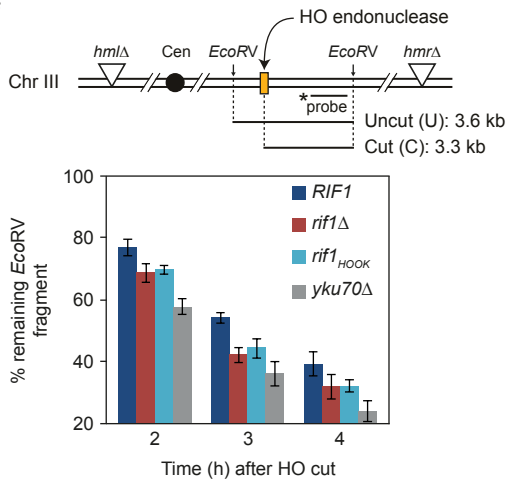 HO endonuclease
hmlΔ Cen EcoRV EcoRV hmrΔ
Chr III
* probe
Uncut (U): 3.6 kb
Cut (C): 3.3 kb
% remaining EcoRV
fragment
100
80
60
40
20
RIF1
rif1Δ
rif1HOOK
yku70Δ
2 3 4
Time (h) after HO cut